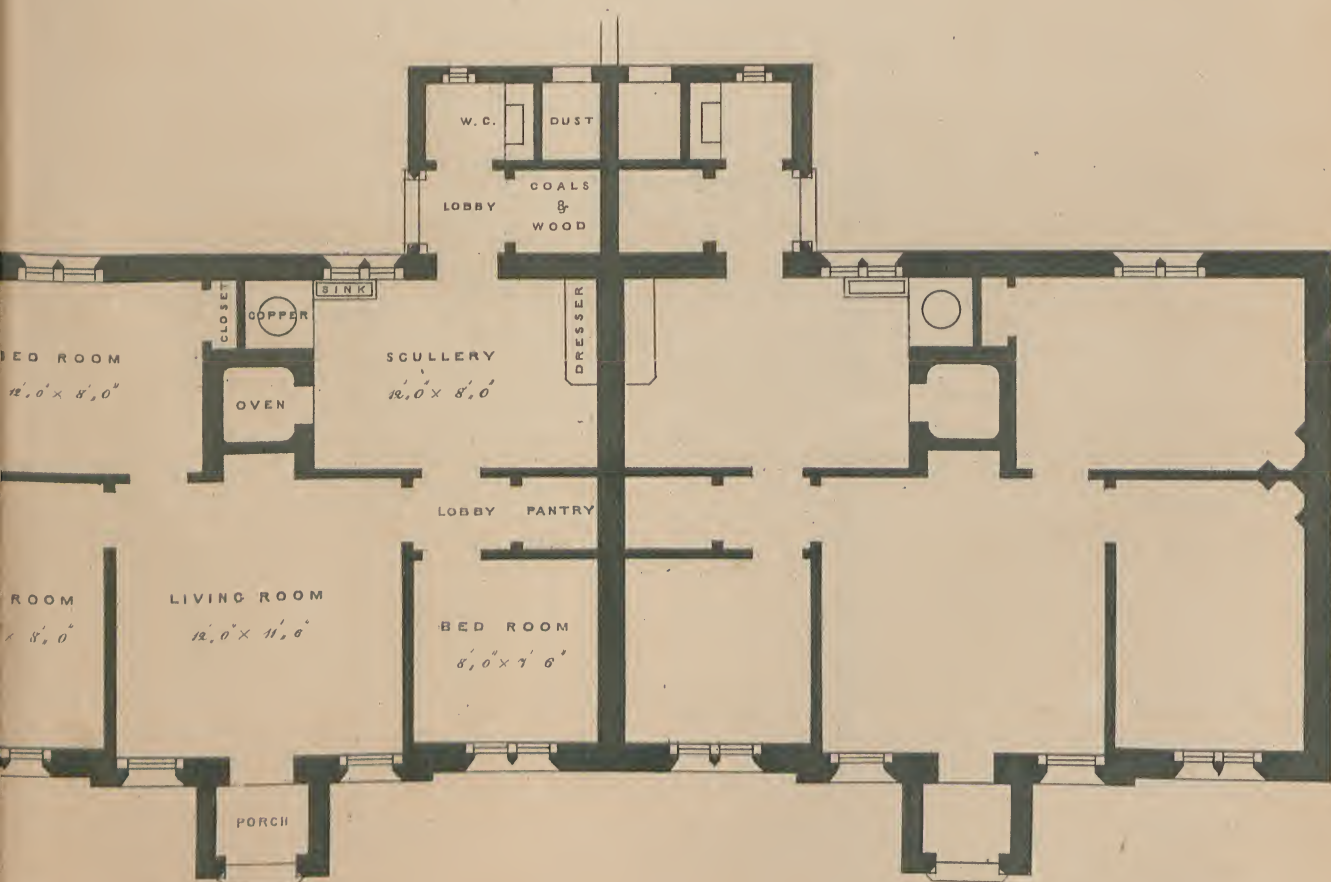 W.C.
DUST
LOBBY
COALS
&
WOOD
CLOSET
COPPER
SINK
DRESSER
BED ROOM
12',0" × 8',0"
SCULLERY
12',0" × 8',0"
OVEN
LOBBY
PANTRY
ROOM
× 8',0"
LIVING ROOM
12',0" × 11',6"
BED ROOM
8',0" × 7' 6"
PORCH